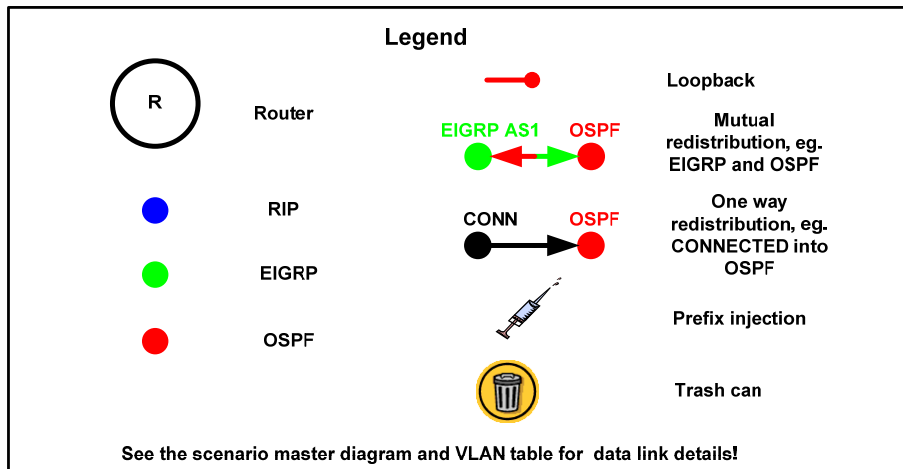 Legend
R
Router
RIP
EIGRP
OSPF
Loopback
EIGRP AS1 OSPF
Mutual
redistribution, eg.
EIGRP and OSPF
CONN OSPF
One way
redistribution, eg.
CONNECTED into
OSPF
Prefix injection
Trash can
See the scenario master diagram and VLAN table for data link details!